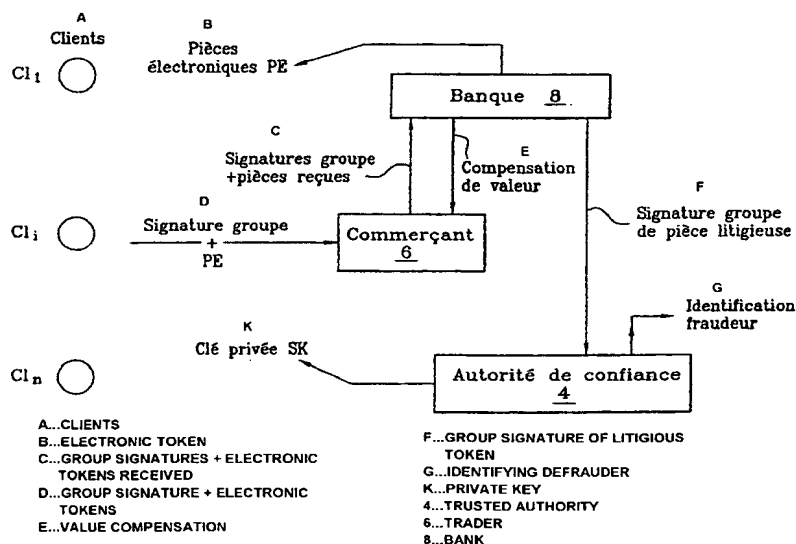 A
Clients
B
Pièces
électroniques PE
Cl1
Banque 8
C
Signatures groupe
+pièces reçues
E
Compensation
de valeur
F
Signature groupe
de pièce litigieuse
D
Signature groupe
+
PE
Cli
Commerçant
6
G
Identification
fraudeur
K
Clé privée SK
Cln
Autorité de confiance
4
A...CLIENTS
B...ELECTRONIC TOKEN
C...GROUP SIGNATURES + ELECTRONIC
TOKENS RECEIVED
D...GROUP SIGNATURE + ELECTRONIC
TOKENS
E...VALUE COMPENSATION
F...GROUP SIGNATURE OF LITIGIOUS
TOKEN
G...IDENTIFYING DEFRAUDER
K...PRIVATE KEY
4...TRUSTED AUTHORITY
6...TRADER
8...BANK